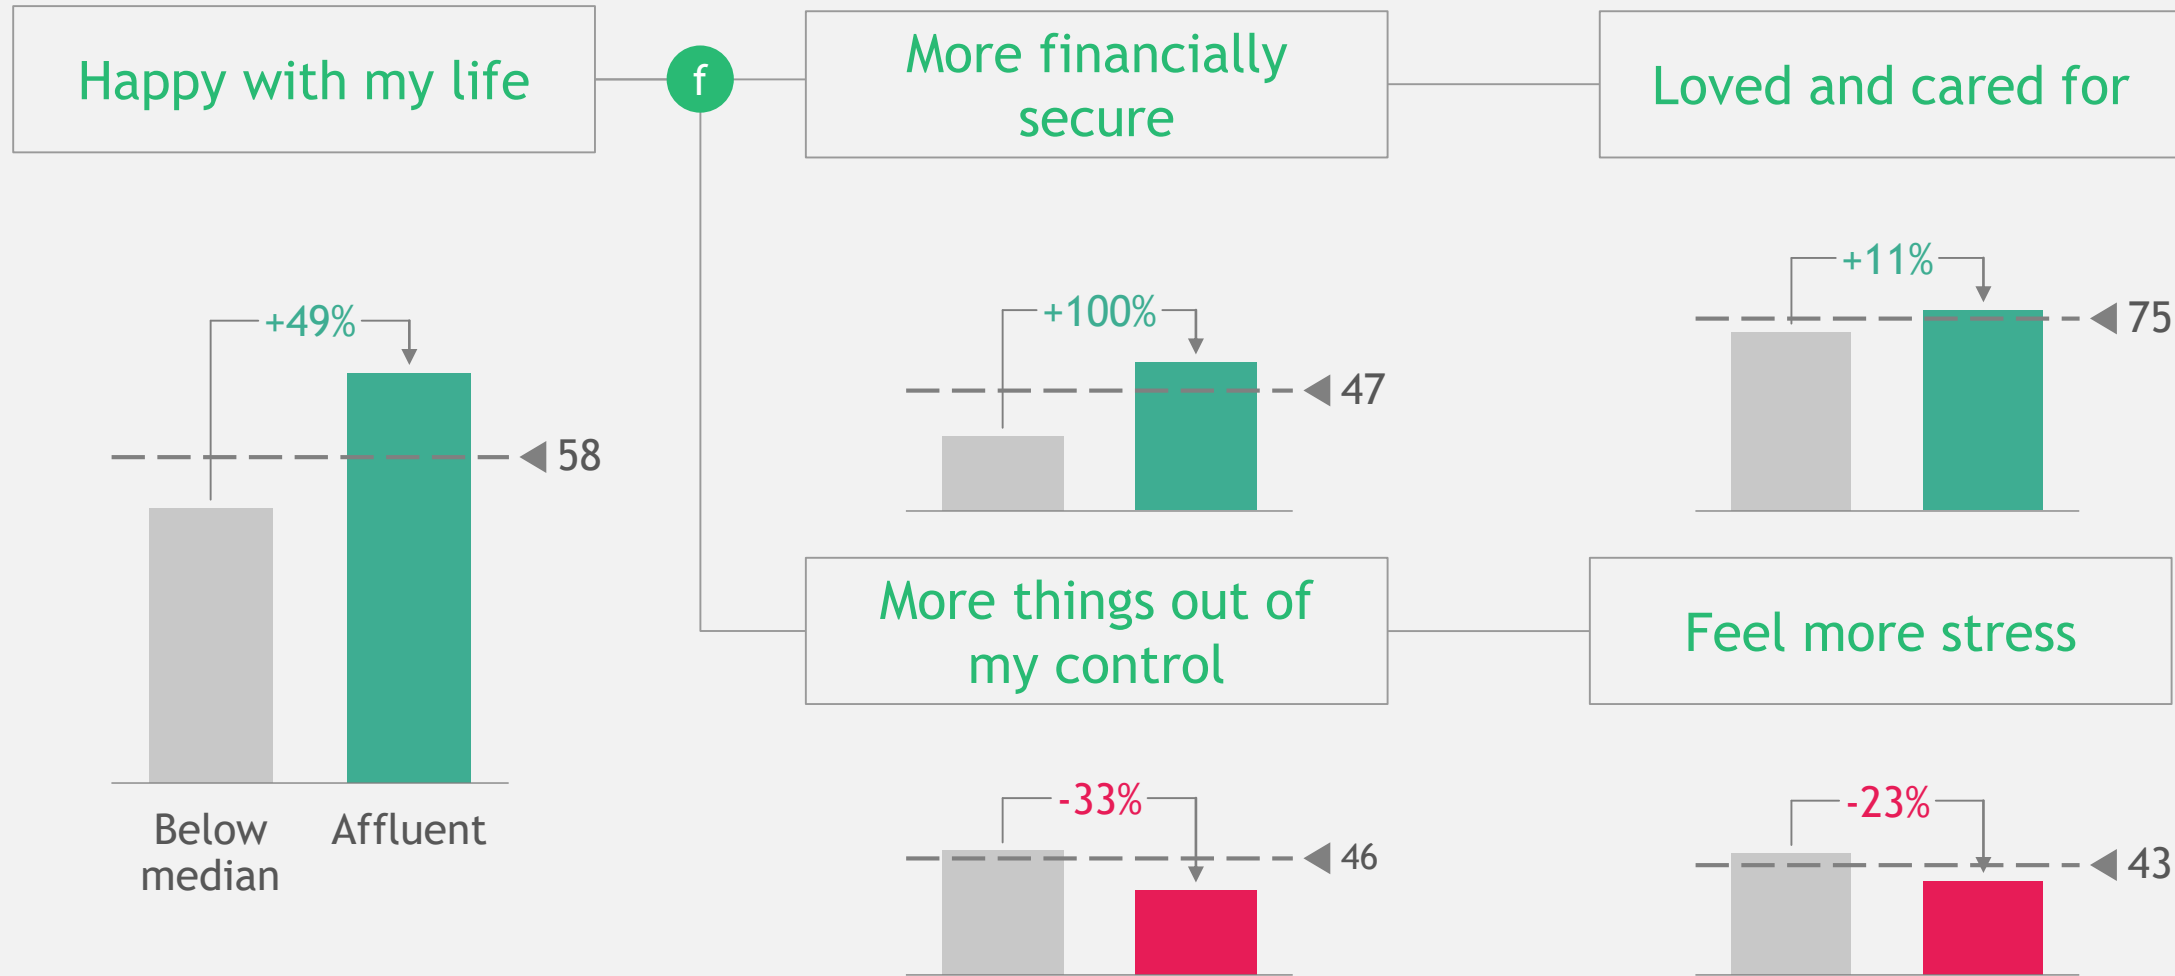 Happy with my life
f
More financially
secure
Loved and cared for
+49%
58
Below
median
Affluent
+100%
47
+11%
75
More things out of
my control
Feel more stress
-33%
46
-23%
43